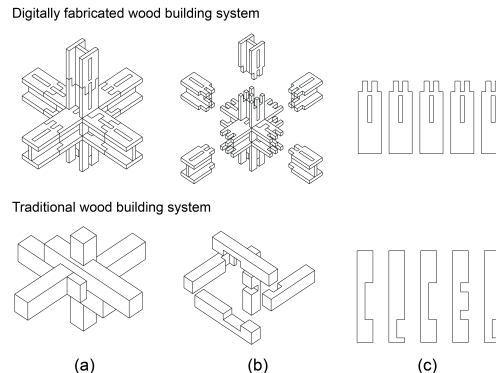 Digitally fabricated wood building system
Traditional wood building system
(a) (b) (c)